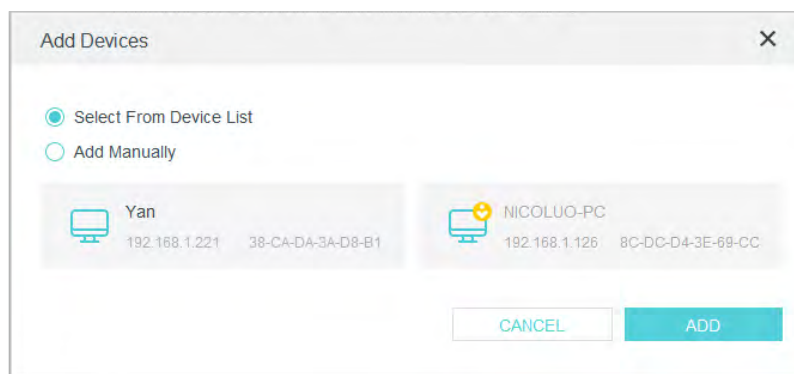 Add Devices
Select From Device List
Add Manually
Yan
192.168.1.221 38-CA-DA-3A-D8-B1
NICOLUO-PC
192.168.1.126 8C-DC-D4-3E-69-CC
CANCEL ADD